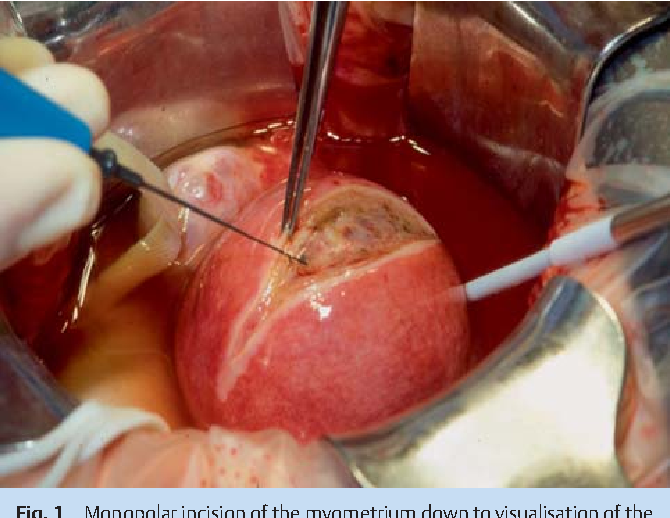 Fig. 1 Monopolar incision of the myometrium down to visualisation of the